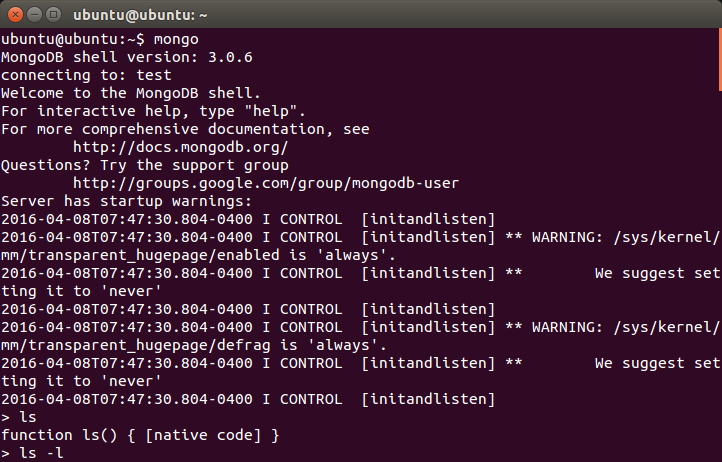 ubuntu@ubuntu: ~
ubuntu@ubuntu:~$ mongo
MongoDB shell version: 3.0.6
connecting to: test
Welcome to the MongoDB shell.
For interactive help, type "help".
For more comprehensive documentation, see
        http://docs.mongodb.org/
Questions? Try the support group
        http://groups.google.com/group/mongodb-user
Server has startup warnings:
2016-04-08T07:47:30.804-0400 I CONTROL  [initandlisten]
2016-04-08T07:47:30.804-0400 I CONTROL  [initandlisten] ** WARNING: /sys/kernel/
mm/transparent_hugepage/enabled is 'always'.
2016-04-08T07:47:30.804-0400 I CONTROL  [initandlisten] **        We suggest set
ting it to 'never'
2016-04-08T07:47:30.804-0400 I CONTROL  [initandlisten]
2016-04-08T07:47:30.804-0400 I CONTROL  [initandlisten] ** WARNING: /sys/kernel/
mm/transparent_hugepage/defrag is 'always'.
2016-04-08T07:47:30.804-0400 I CONTROL  [initandlisten] **        We suggest set
ting it to 'never'
2016-04-08T07:47:30.804-0400 I CONTROL  [initandlisten]
> ls
function ls() { [native code] }
> ls -l